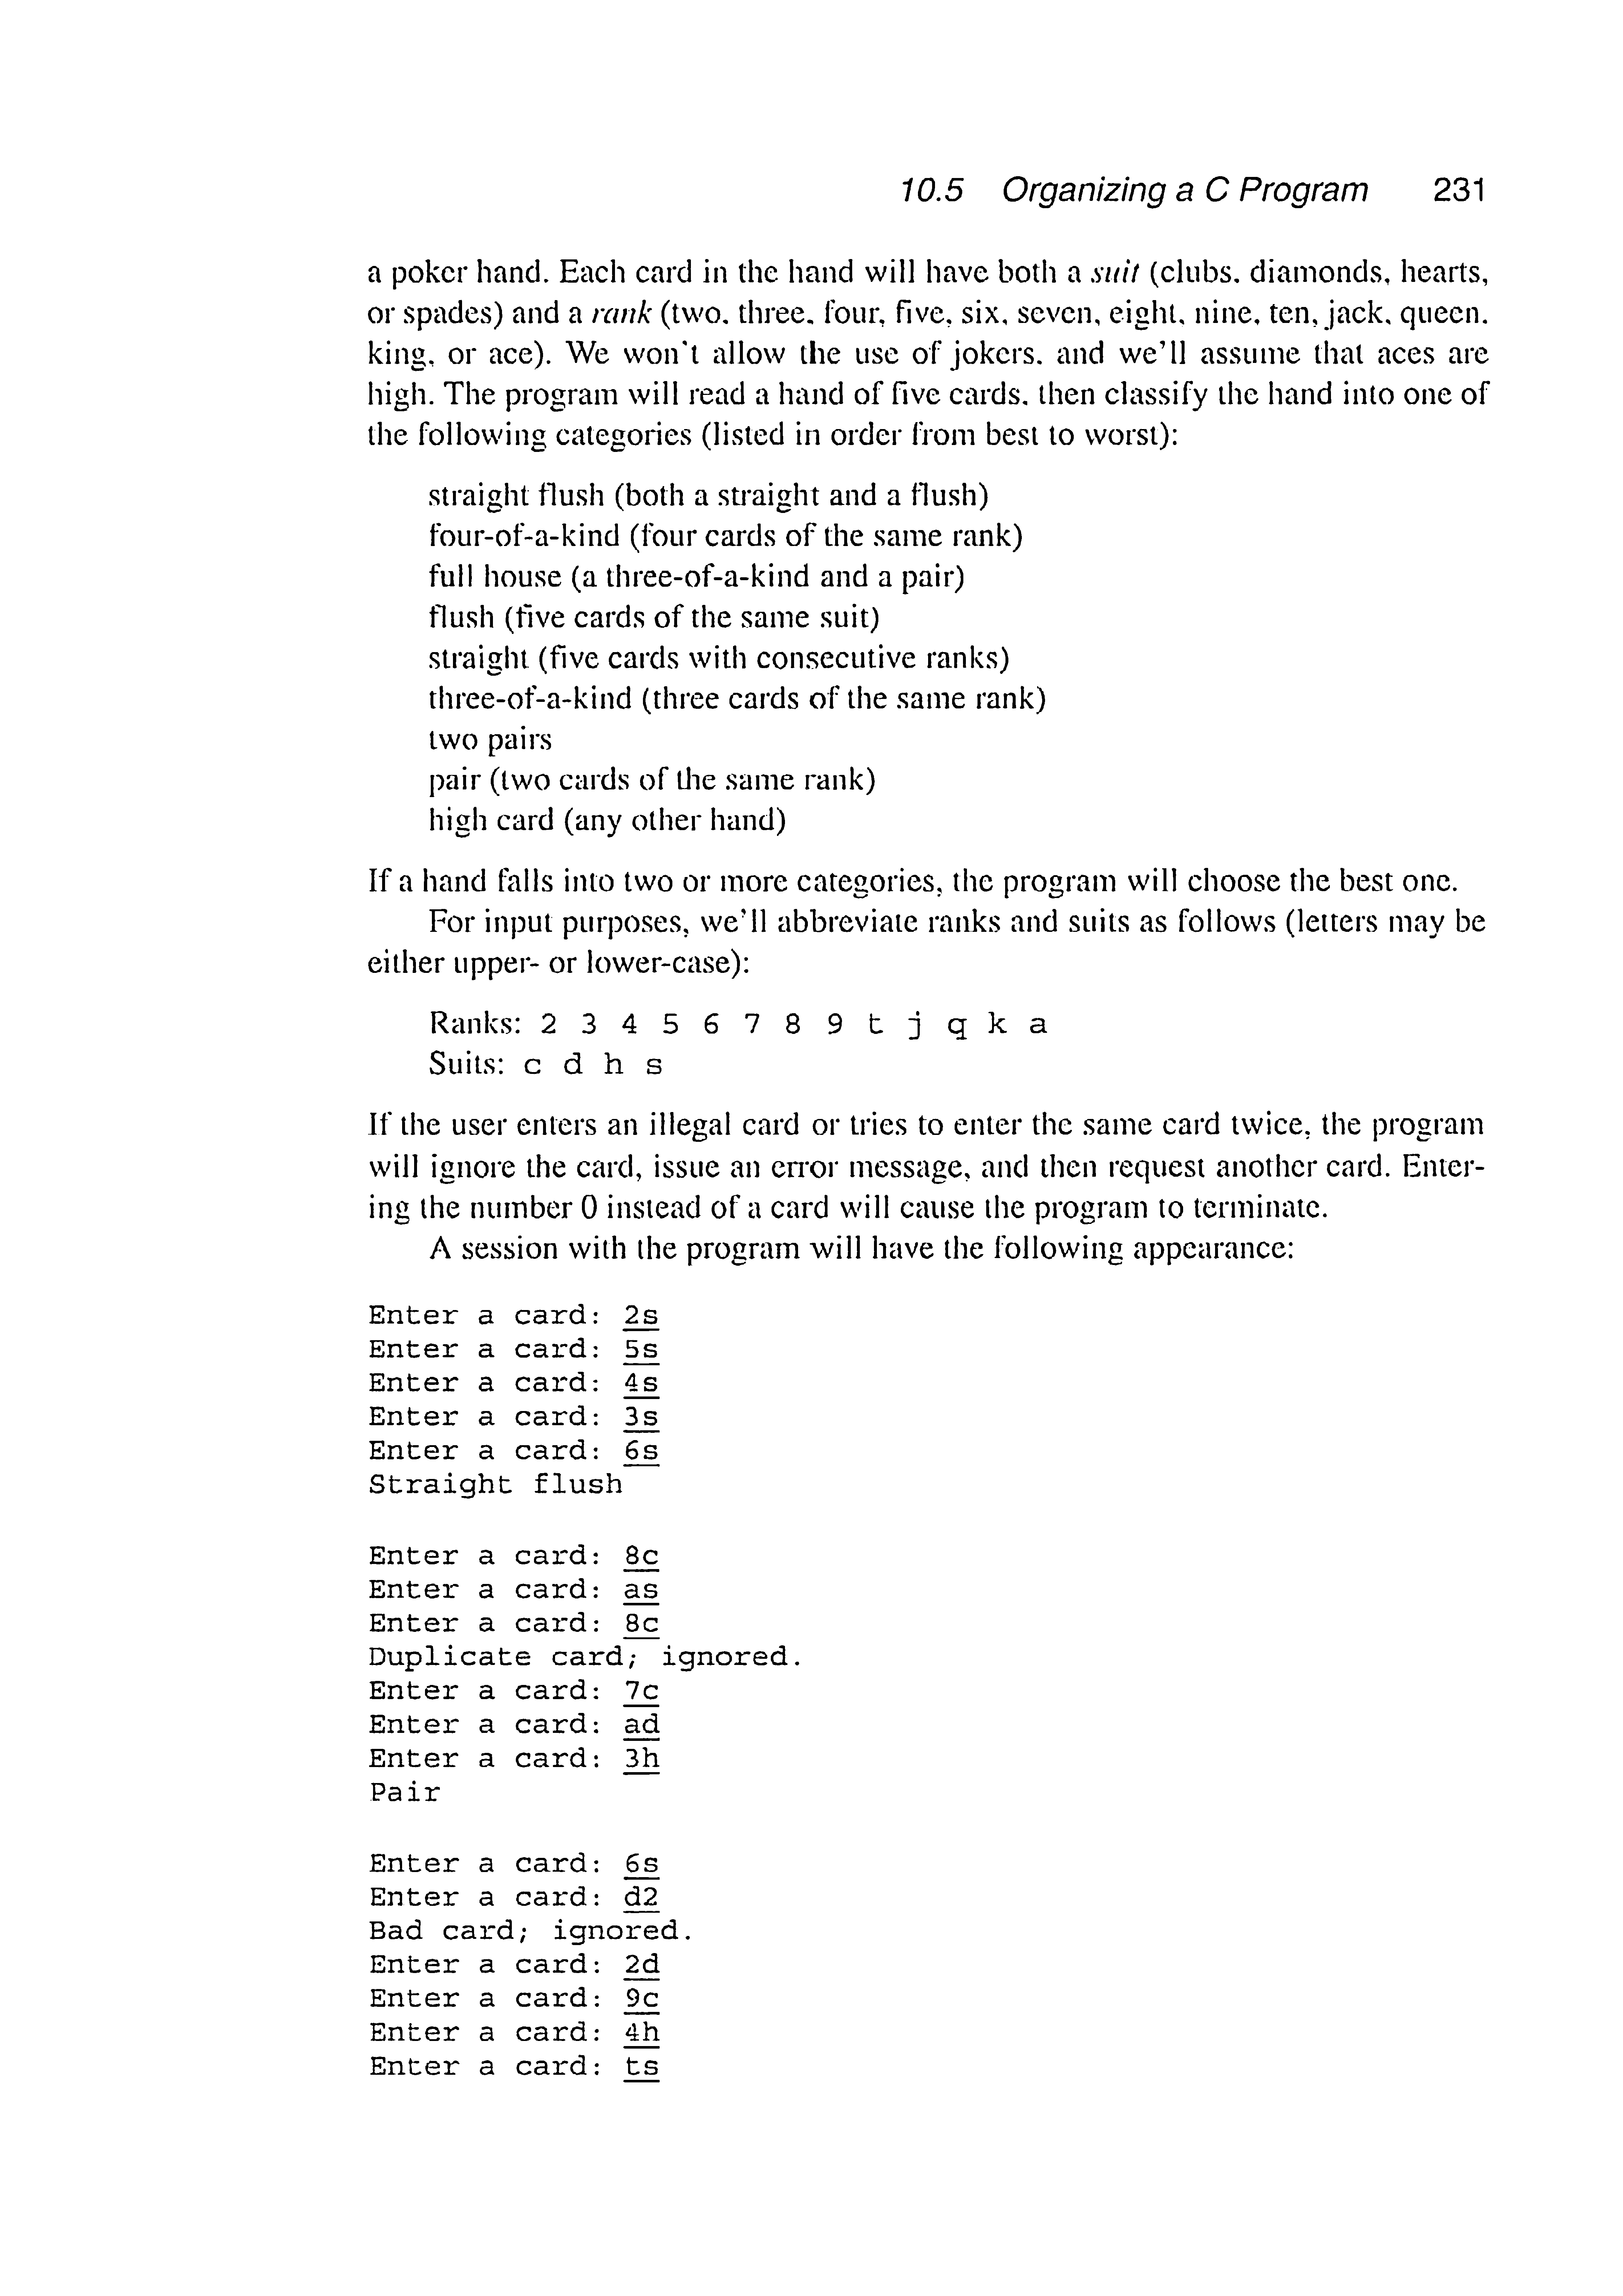 10.5 Organizing a C Program 231
a poker hand. Each card in the hand will have both a suit (clubs, diamonds, hearts,
or spades) and a rank (two, three, four, five, six, seven, eight, nine, ten, jack, queen,
king, or ace). We won't allow the use of jokers, and we'll assume that aces are
high. The program will read a hand of five cards, then classify the hand into one of
the following categories (listed in order from best to worst):
straight flush (both a straight and a flush)
four-of-a-kind (four cards of the same rank)
full house (a three-of-a-kind and a pair)
flush (five cards of the same suit)
straight (five cards with consecutive ranks)
three-of-a-kind (three cards of the same rank)
two pairs
pair (two cards of the same rank)
high card (any other hand)
If a hand falls into two or more categories, the program will choose the best one.
For input purposes, we'll abbreviate ranks and suits as follows (letters may be
either upper- or lower-case):
Ranks: 2 3 4 5 6 7 8 9 t j q k a
Suits: c d h s
If the user enters an illegal card or tries to enter the same card twice, the program
will ignore the card, issue an error message, and then request another card. Enter-
ing the number 0 instead of a card will cause the program to terminate.
A session with the program will have the following appearance:
Enter a card: 2s
Enter a card: 5s
Enter a card: 4s
Enter a card: 3s
Enter a card: 6s
Straight flush
Enter a card: 8c
Enter a card: as
Enter a card: 8c
Duplicate card; ignored.
Enter a card: 7c
Enter a card: ad
Enter a card: 3h
Pair
Enter a card: 6s
Enter a card: d2
Bad card; ignored.
Enter a card: 2d
Enter a card: 9c
Enter a card: 4h
Enter a card: ts